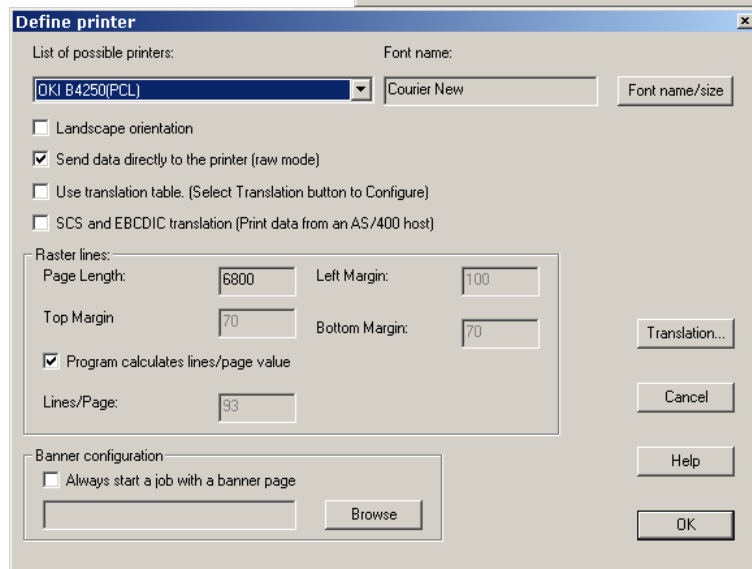 Define printer
List of possible printers:
Font name:
OKI B4250(PCL)
Courier New
Font name/size
Landscape orientation
Send data directly to the printer (raw mode)
Use translation table. (Select Translation button to Configure)
SCS and EBCDIC translation (Print data from an AS/400 host)
Raster lines:
Page Length:
6800
Left Margin:
100
Top Margin
70
Bottom Margin:
70
Translation...
Program calculates lines/page value
Lines/Page:
93
Cancel
Banner configuration
Always start a job with a banner page
Help
Browse
OK